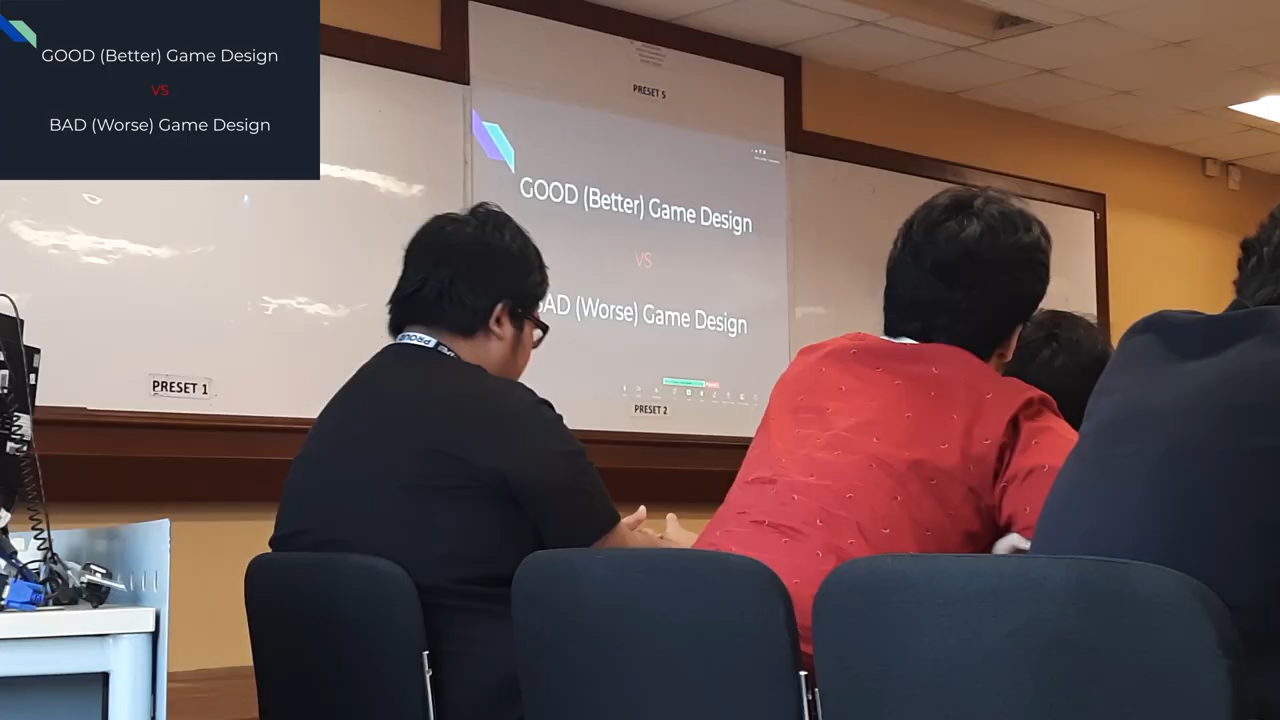 GOOD (Better) Game Design
VS
BAD (Worse) Game Design
PRESET 5
GOOD (Better) Game Design
VS
BAD (Worse) Game Design
PRESET 1
PRESET 2
PROUD